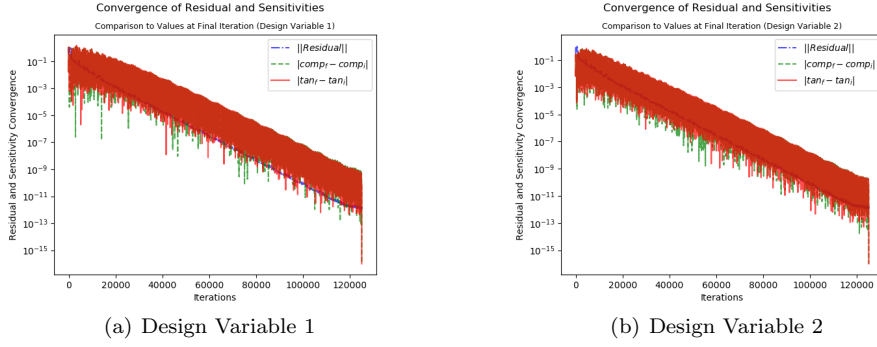 Convergence of Residual and Sensitivities
Comparison to Values at Final Iteration (Design Variable 1)
||Residual||
|comp_f − comp_i|
|tan_f − tan_i|
Residual and Sensitivity Convergence
10^−1
10^−3
10^−5
10^−7
10^−9
10^−11
10^−13
10^−15
0 20000 40000 60000 80000 100000 120000
Iterations
(a) Design Variable 1
Convergence of Residual and Sensitivities
Comparison to Values at Final Iteration (Design Variable 2)
||Residual||
|comp_f − comp_i|
|tan_f − tan_i|
Residual and Sensitivity Convergence
10^−1
10^−3
10^−5
10^−7
10^−9
10^−11
10^−13
10^−15
0 20000 40000 60000 80000 100000 120000
Iterations
(b) Design Variable 2